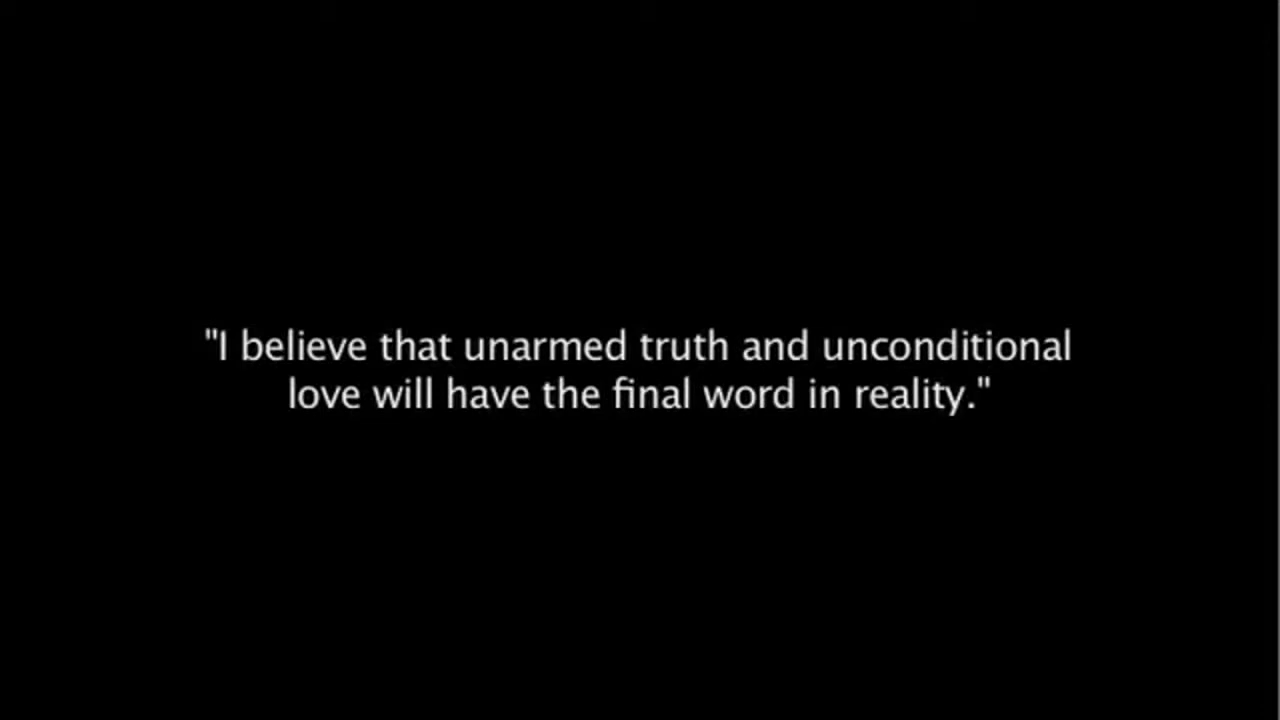 "I believe that unarmed truth and unconditional
love will have the final word in reality."